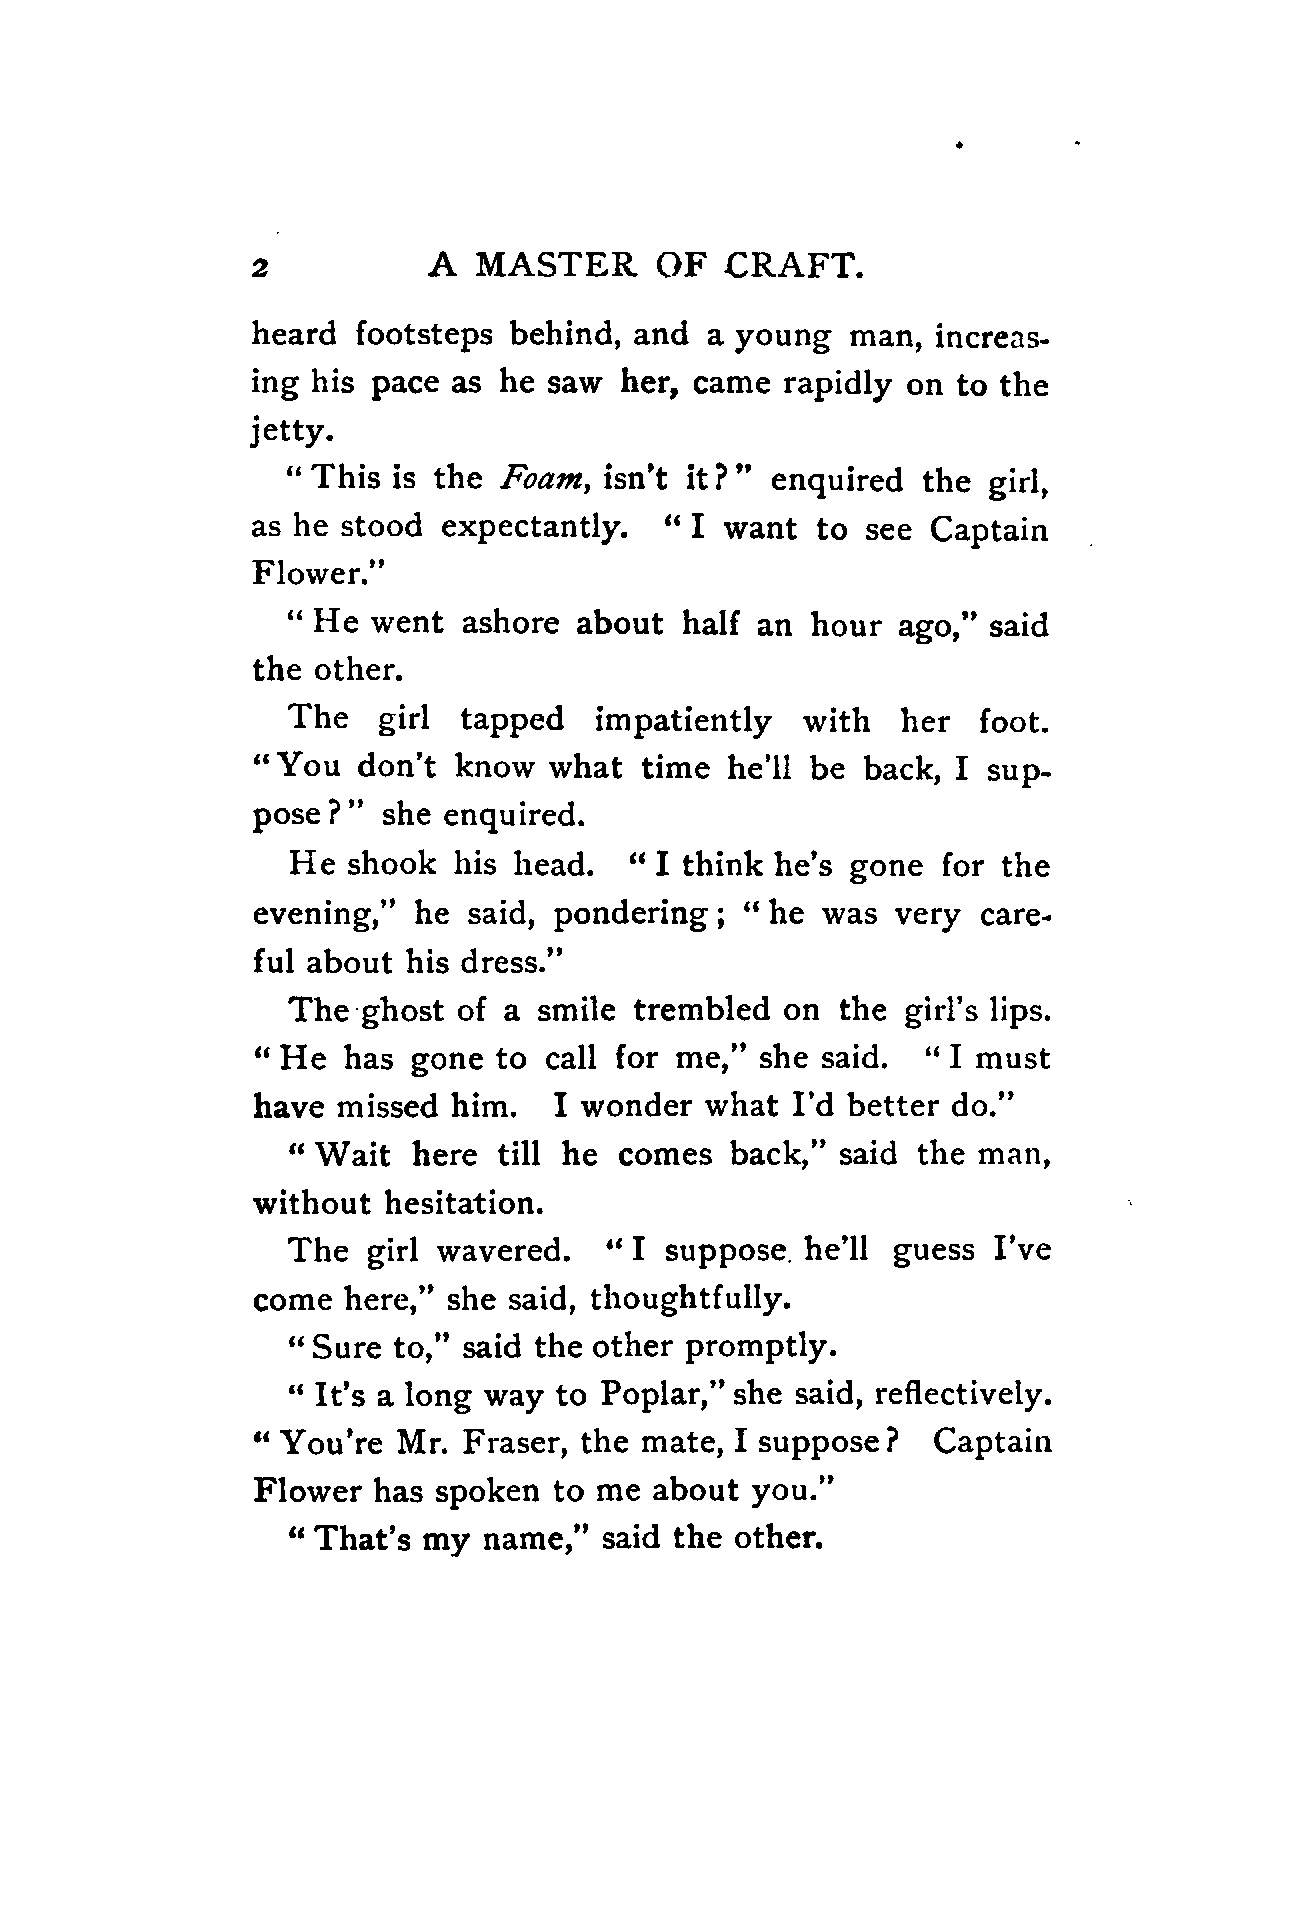 2 A MASTER OF CRAFT.
heard footsteps behind, and a young man, increas-
ing his pace as he saw her, came rapidly on to the
jetty.
"This is the Foam, isn't it?" enquired the girl,
as he stood expectantly. "I want to see Captain
Flower."
"He went ashore about half an hour ago," said
the other.
The girl tapped impatiently with her foot.
"You don't know what time he'll be back, I sup-
pose?" she enquired.
He shook his head. "I think he's gone for the
evening," he said, pondering; "he was very care-
ful about his dress."
The ghost of a smile trembled on the girl's lips.
"He has gone to call for me," she said. "I must
have missed him. I wonder what I'd better do."
"Wait here till he comes back," said the man,
without hesitation.
The girl wavered. "I suppose he'll guess I've
come here," she said, thoughtfully.
"Sure to," said the other promptly.
"It's a long way to Poplar," she said, reflectively.
"You're Mr. Fraser, the mate, I suppose? Captain
Flower has spoken to me about you."
"That's my name," said the other.